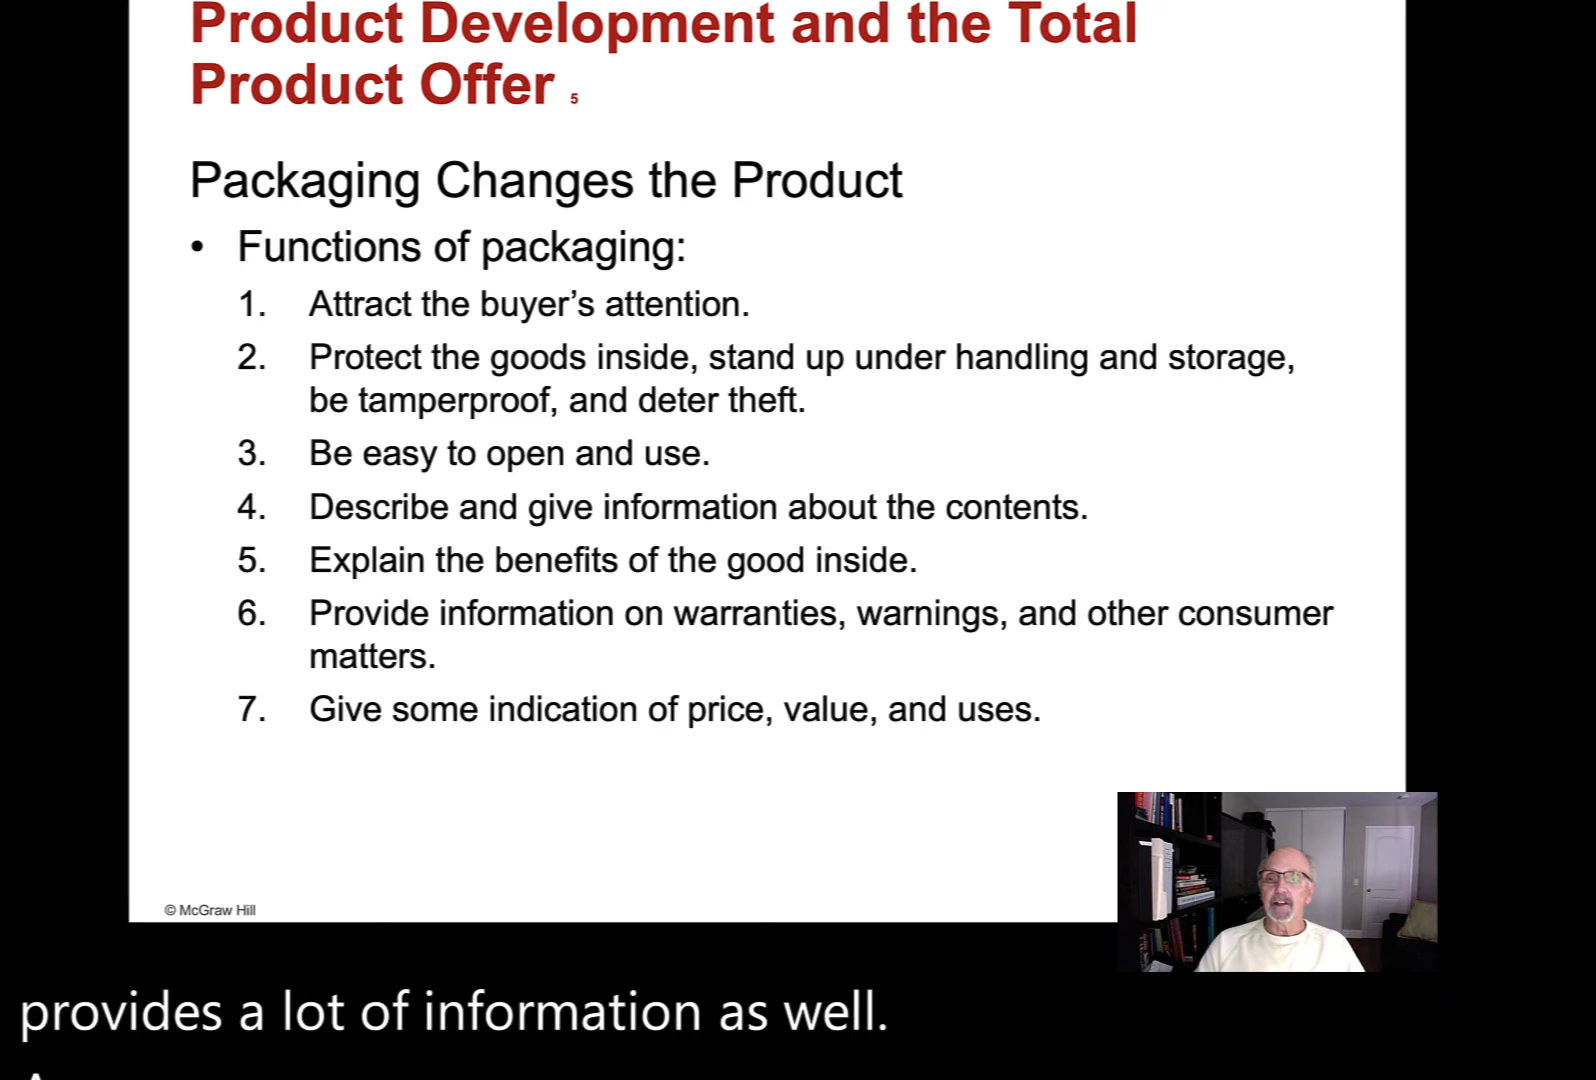 Product Development and the Total
Product Offer 5
Packaging Changes the Product
• Functions of packaging:
1. Attract the buyer’s attention.
2. Protect the goods inside, stand up under handling and storage,
be tamperproof, and deter theft.
3. Be easy to open and use.
4. Describe and give information about the contents.
5. Explain the benefits of the good inside.
6. Provide information on warranties, warnings, and other consumer
matters.
7. Give some indication of price, value, and uses.
© McGraw Hill
provides a lot of information as well.